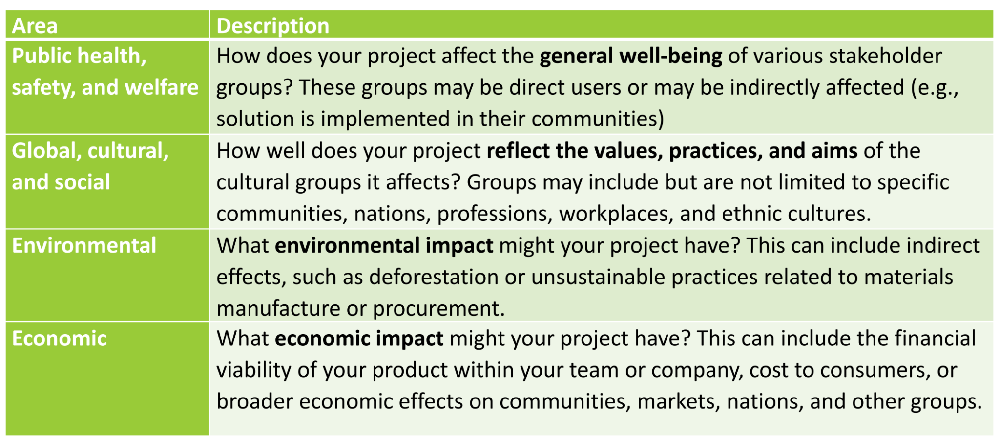 Area
Description
Public health,
safety, and welfare
How does your project affect the general well-being of various stakeholder
groups? These groups may be direct users or may be indirectly affected (e.g.,
solution is implemented in their communities)
Global, cultural,
and social
How well does your project reflect the values, practices, and aims of the
cultural groups it affects? Groups may include but are not limited to specific
communities, nations, professions, workplaces, and ethnic cultures.
Environmental
What environmental impact might your project have? This can include indirect
effects, such as deforestation or unsustainable practices related to materials
manufacture or procurement.
Economic
What economic impact might your project have? This can include the financial
viability of your product within your team or company, cost to consumers, or
broader economic effects on communities, markets, nations, and other groups.